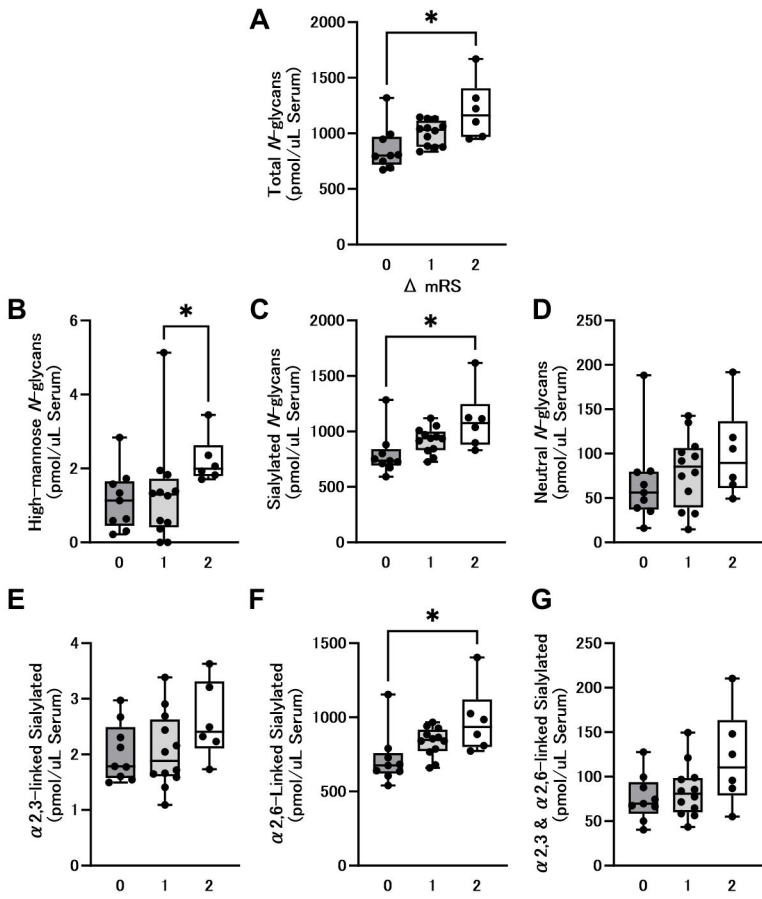 A
Total N-glycans
(pmol/uL Serum)
2000
1500
1000
500
0
*
0 1 2
Δ mRS
B
High-mannose N-glycans
(pmol/uL Serum)
6
4
2
0
*
0 1 2
C
Sialylated N-glycans
(pmol/uL Serum)
2000
1500
1000
500
0
*
0 1 2
D
Neutral N-glycans
(pmol/uL Serum)
250
200
150
100
50
0
0 1 2
E
α2,3-linked Sialylated
(pmol/uL Serum)
4
3
2
1
0
0 1 2
F
α2,6-Linked Sialylated
(pmol/uL Serum)
1500
1000
500
0
*
0 1 2
G
α2,3 & α2,6-linked Sialylated
(pmol/uL Serum)
250
200
150
100
50
0
0 1 2